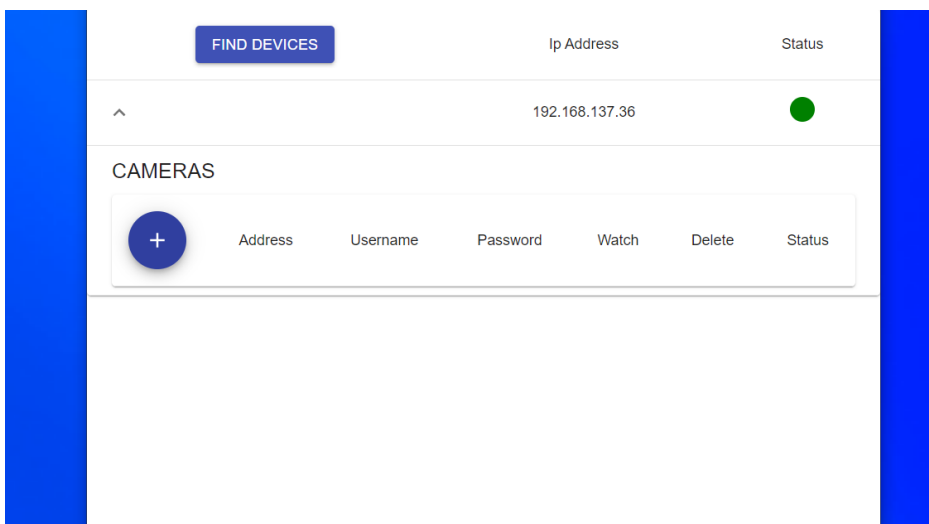 FIND DEVICES Ip Address Status
192.168.137.36
CAMERAS
+ Address Username Password Watch Delete Status